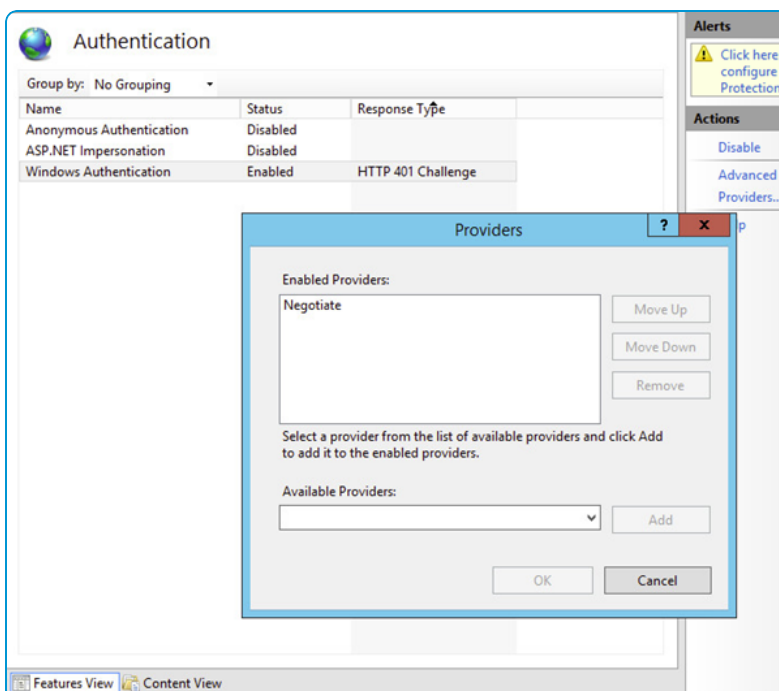 Authentication
Group by: No Grouping
Name Status Response Type
Anonymous Authentication Disabled
ASP.NET Impersonation Disabled
Windows Authentication Enabled HTTP 401 Challenge
Alerts
Click here
configure
Protection
Actions
Disable
Advanced
Providers...
p
Providers ? x
Enabled Providers:
Negotiate
Move Up
Move Down
Remove
Select a provider from the list of available providers and click Add
to add it to the enabled providers.
Available Providers:
Add
OK Cancel
Features View Content View